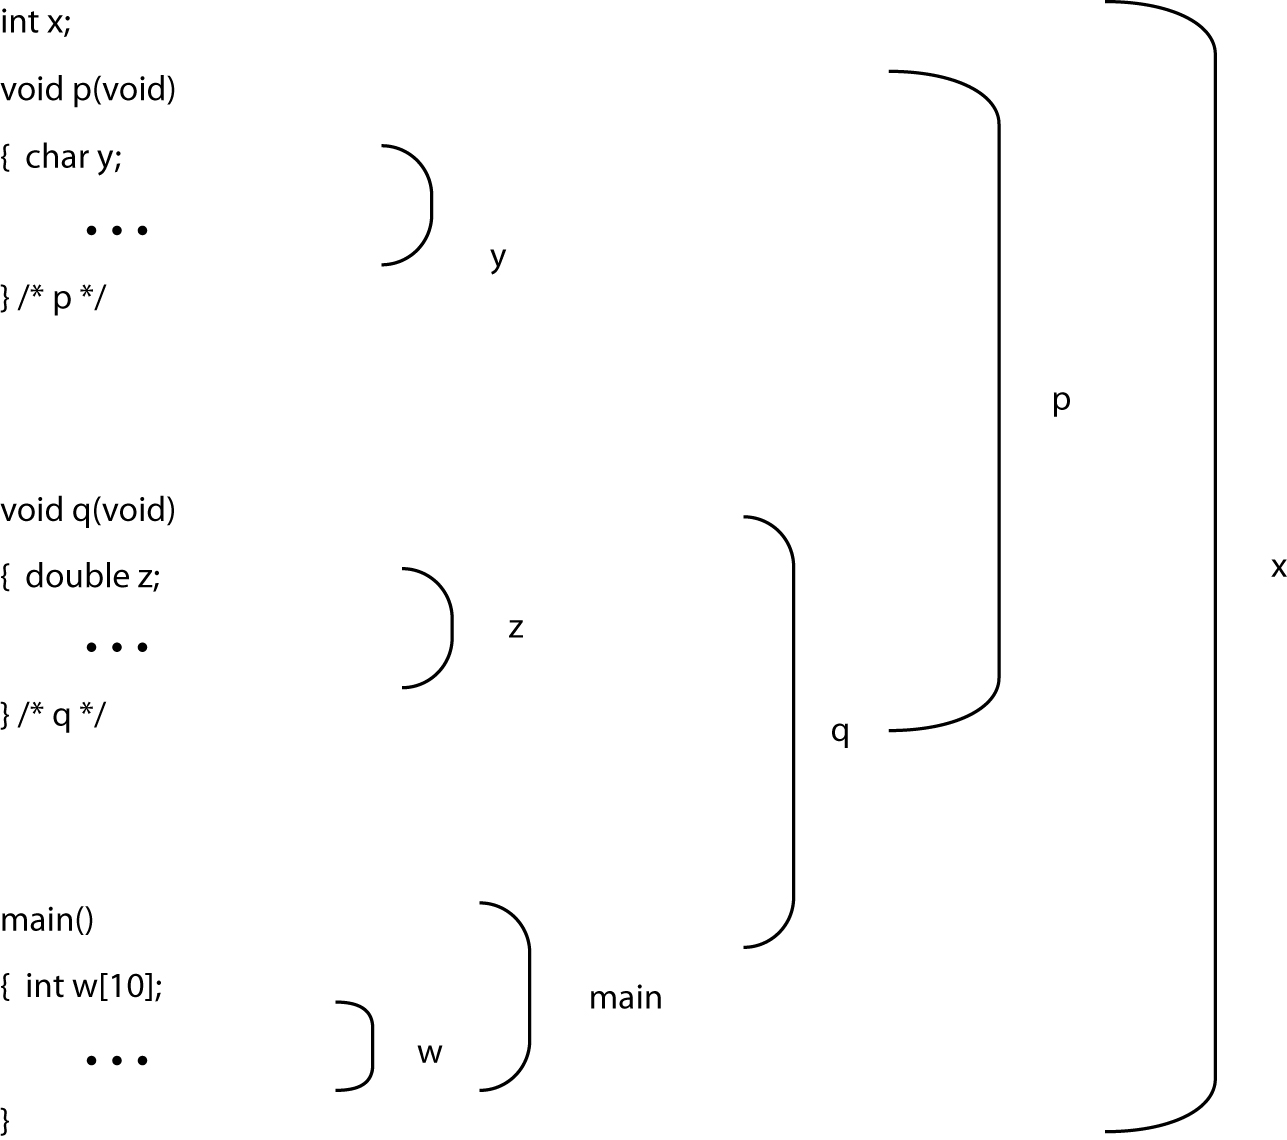 int x;
void p(void)
{ char y;
• • •
y
} /* p */
p
void q(void)
x
{ double z;
z
• • •
} /* q */
q
main()
{ int w[10];
main
w
• • •
}